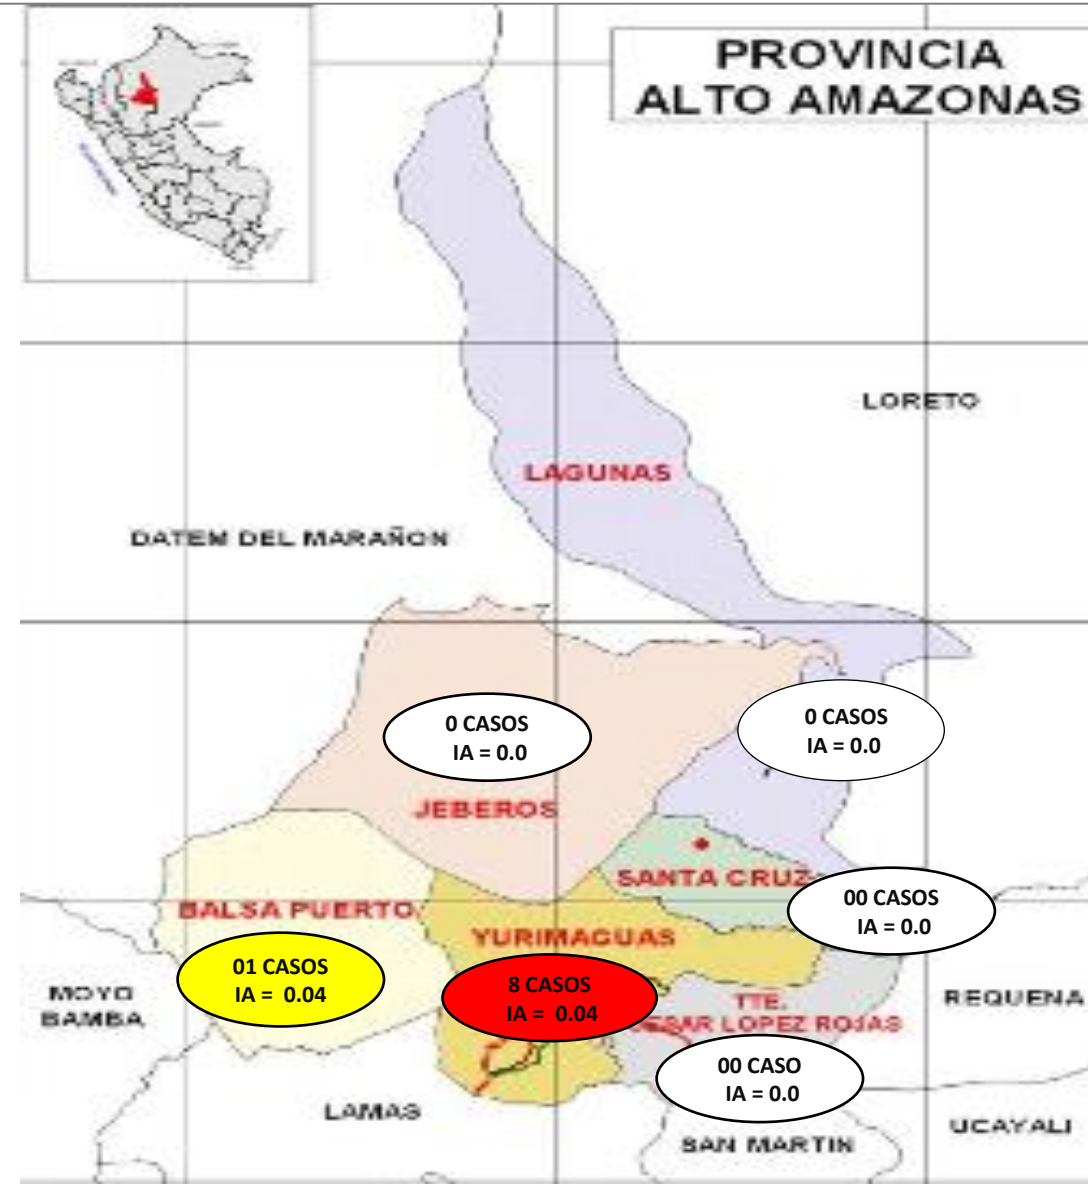 PROVINCIA
ALTO AMAZONAS
LORETO
LAGUNAS
DATEM DEL MARAÑON
0 CASOS
IA = 0.0
0 CASOS
IA = 0.0
JEBEROS
SANTA CRUZ
00 CASOS
IA = 0.0
BALSA PUERTO
YURIMAGUAS
01 CASOS
IA = 0.04
8 CASOS
IA = 0.04
MOYO
BAMBA
TTE.
ESAR LOPEZ ROJAS
REQUENA
00 CASO
IA = 0.0
LAMAS
SAN MARTIN
UCAYALI